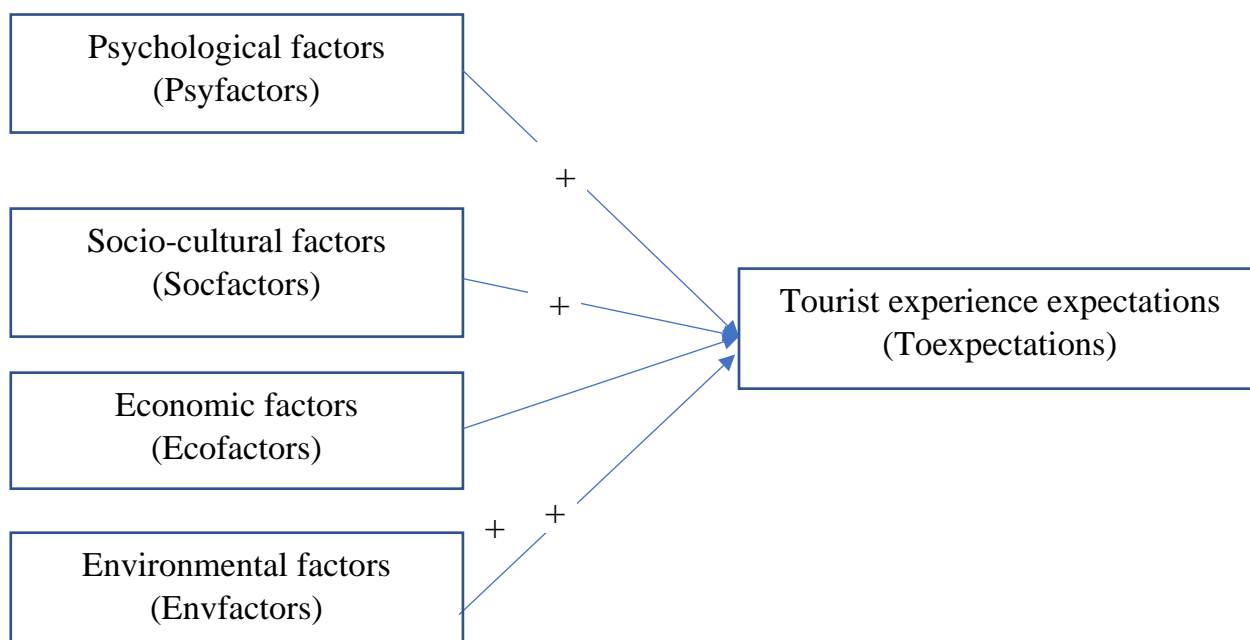 Psychological factors
(Psyfactors)
+
Socio-cultural factors
(Socfactors)
+
Tourist experience expectations
(Toexpectations)
Economic factors
(Ecofactors)
+ +
Environmental factors
(Envfactors)